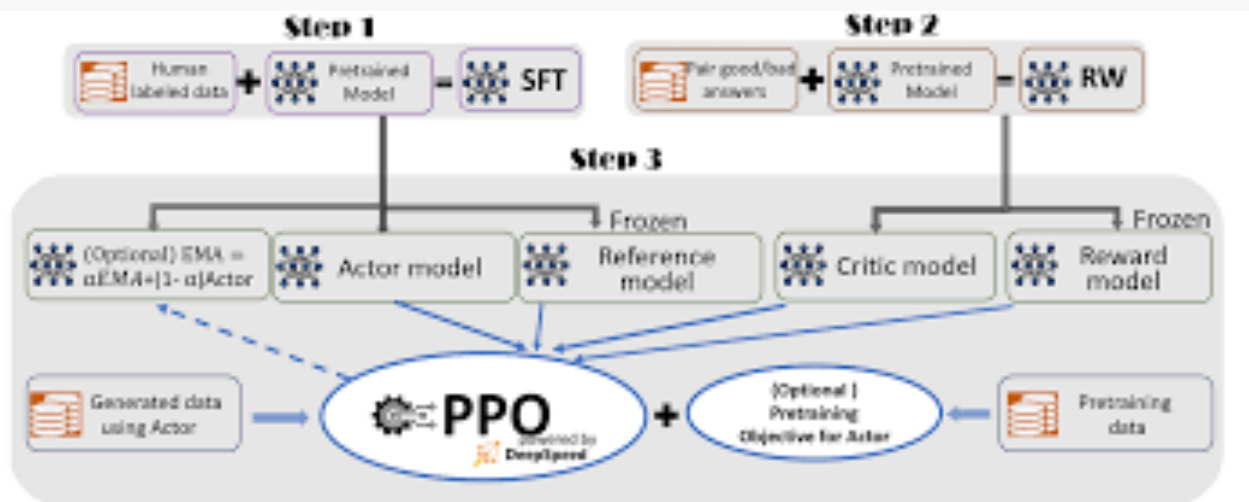 Step 1
Step 2
Human
labeled data
+
Pretrained
Model
=
SFT
Pair good/bad
answers
+
Pretrained
Model
=
RW
Step 3
Frozen
Frozen
(Optional) EMA =
αEMA+(1- α)Actor
Actor model
Reference
model
Critic model
Reward
model
Generated data
using Actor
PPO
powered by
DeepSpeed
+
(Optional )
Pretraining
Objective for Actor
Pretraining
data